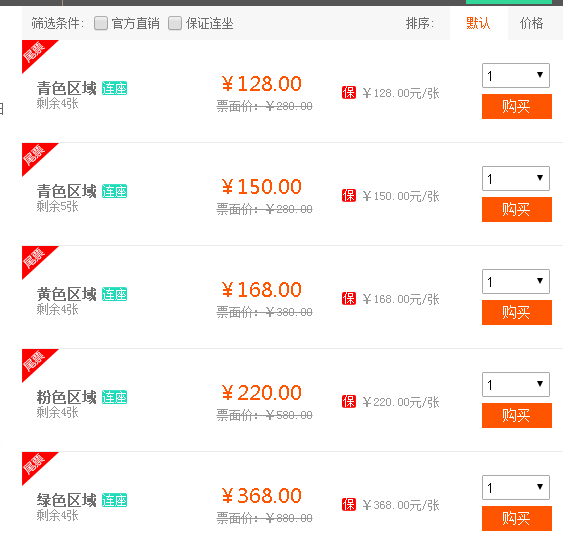 筛选条件: 官方直销 保证连坐 排序: 默认 价格
尾票
青色区域 连座
剩余4张
￥128.00
票面价: ￥280.00
保 ￥128.00元/张
1
购买
尾票
青色区域 连座
剩余5张
￥150.00
票面价: ￥280.00
保 ￥150.00元/张
1
购买
尾票
黄色区域 连座
剩余4张
￥168.00
票面价: ￥380.00
保 ￥168.00元/张
1
购买
尾票
粉色区域 连座
剩余4张
￥220.00
票面价: ￥580.00
保 ￥220.00元/张
1
购买
尾票
绿色区域 连座
剩余4张
￥368.00
票面价: ￥880.00
保 ￥368.00元/张
1
购买